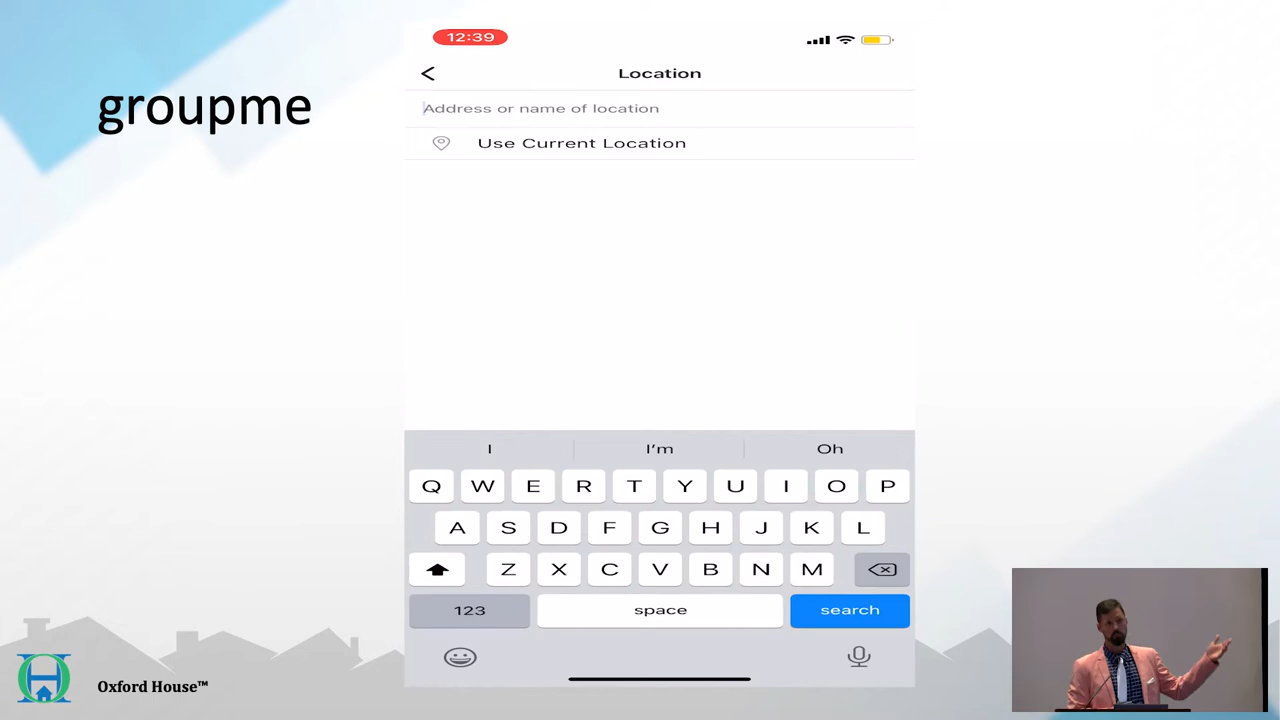 groupme
12:39
Location
Address or name of location
Use Current Location
I I'm Oh
Q W E R T Y U I O P
A S D F G H J K L
Z X C V B N M
123 space search
Oxford House™